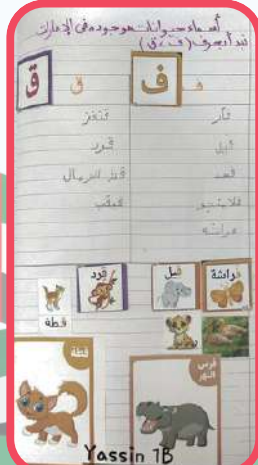 أسماء حيوانات موجودة في الإمارات
تبدأ بحرف (ف ، ق)
ف ف
ق ق
فأر
فيل
فهد
فلامنجو
فراشة
قنفذ
قرد
قط الرمال
فراشة
فيل
قرد
قطة
فرس النهر
قطة
Yassin 1B